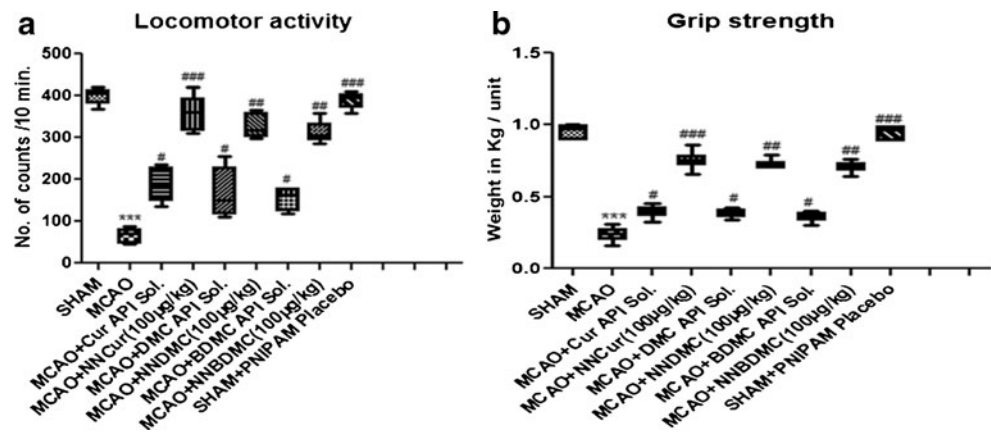 a
Locomotor activity
No. of counts /10 min.
500
400
300
200
100
0
***
#
###
#
##
#
##
###
SHAM
MCAO
MCAO+Cur API Sol.
MCAO+NNCur(100µg/kg)
MCAO+DMC API Sol.
MCAO+NNDMC(100µg/kg)
MCAO+BDMC API Sol.
MCAO+NNBDMC(100µg/kg)
SHAM+PNIPAM Placebo
b
Grip strength
Weight in Kg / unit
1.5
1.0
0.5
0.0
***
#
###
#
##
#
##
###
SHAM
MCAO
MCAO+Cur API Sol.
MCAO+NNCur(100µg/kg)
MCAO+DMC API Sol.
MCAO+NNDMC(100µg/kg)
MCAO+BDMC API Sol.
MCAO+NNBDMC(100µg/kg)
SHAM+PNIPAM Placebo